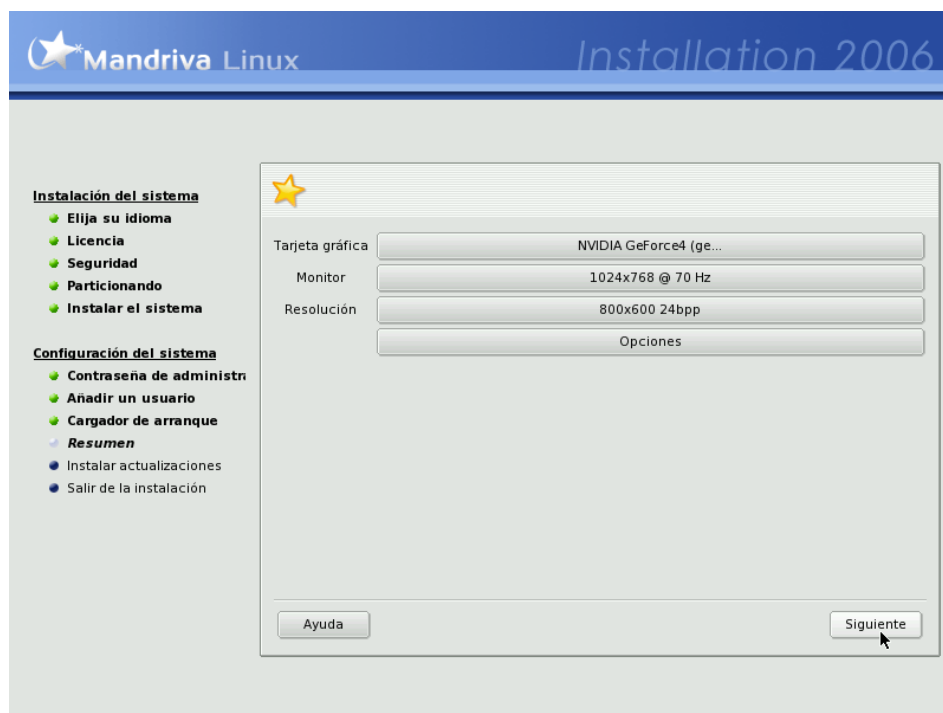 Mandriva Linux
Installation 2006
Instalación del sistema
Elija su idioma
Licencia
Seguridad
Particionando
Instalar el sistema
Configuración del sistema
Contraseña de administra
Añadir un usuario
Cargador de arranque
Resumen
Instalar actualizaciones
Salir de la instalación
Tarjeta gráfica
NVIDIA GeForce4 (ge...
Monitor
1024x768 @ 70 Hz
Resolución
800x600 24bpp
Opciones
Ayuda
Siguiente